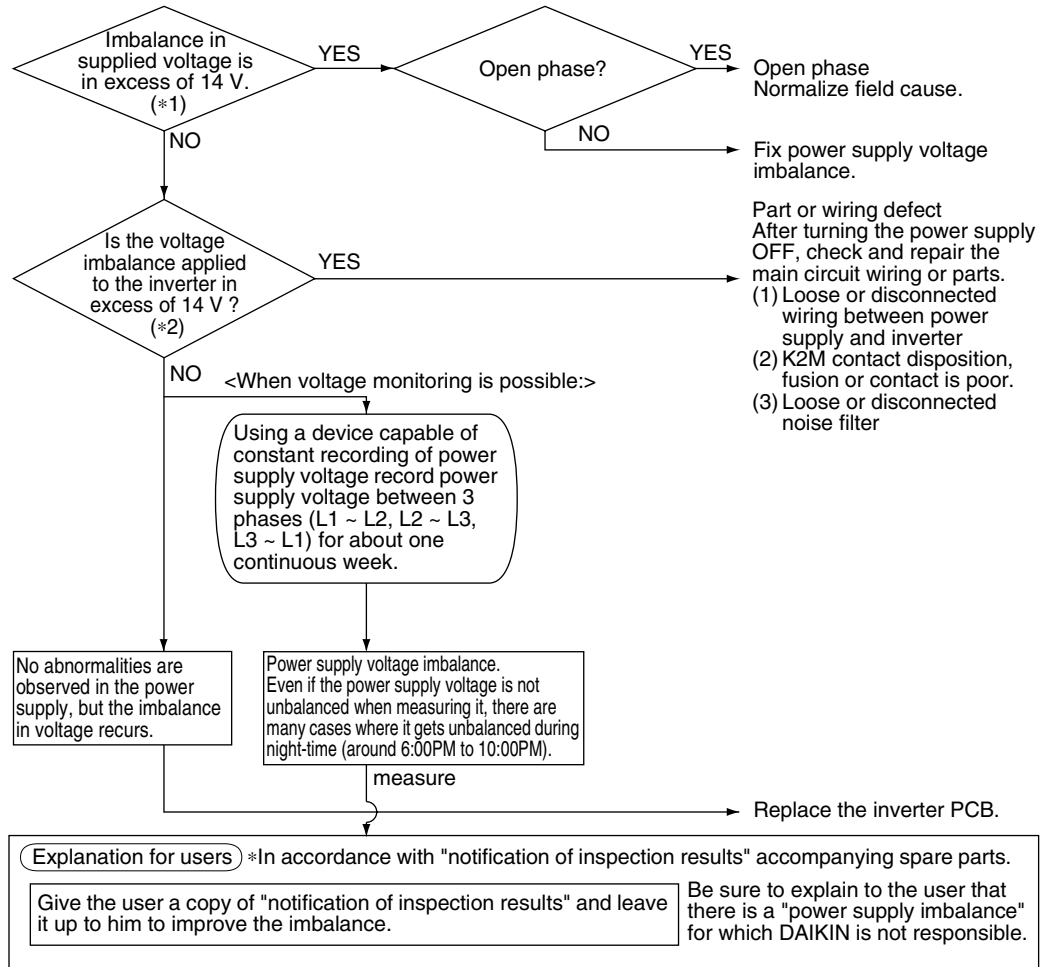 Imbalance in
supplied voltage is
in excess of 14 V.
(*1)
YES
Open phase?
YES
Open phase
Normalize field cause.
NO
NO
Fix power supply voltage
imbalance.
Is the voltage
imbalance applied
to the inverter in
excess of 14 V ?
(*2)
YES
Part or wiring defect
After turning the power supply
OFF, check and repair the
main circuit wiring or parts.
(1) Loose or disconnected
wiring between power
supply and inverter
(2) K2M contact disposition,
fusion or contact is poor.
(3) Loose or disconnected
noise filter
NO
<When voltage monitoring is possible:>
Using a device capable of
constant recording of power
supply voltage record power
supply voltage between 3
phases (L1 ~ L2, L2 ~ L3,
L3 ~ L1) for about one
continuous week.
No abnormalities are
observed in the power
supply, but the imbalance
in voltage recurs.
Power supply voltage imbalance.
Even if the power supply voltage is not
unbalanced when measuring it, there are
many cases where it gets unbalanced during
night-time (around 6:00PM to 10:00PM).
measure
Replace the inverter PCB.
Explanation for users *In accordance with "notification of inspection results" accompanying spare parts.
Give the user a copy of "notification of inspection results" and leave
it up to him to improve the imbalance.
Be sure to explain to the user that
there is a "power supply imbalance"
for which DAIKIN is not responsible.